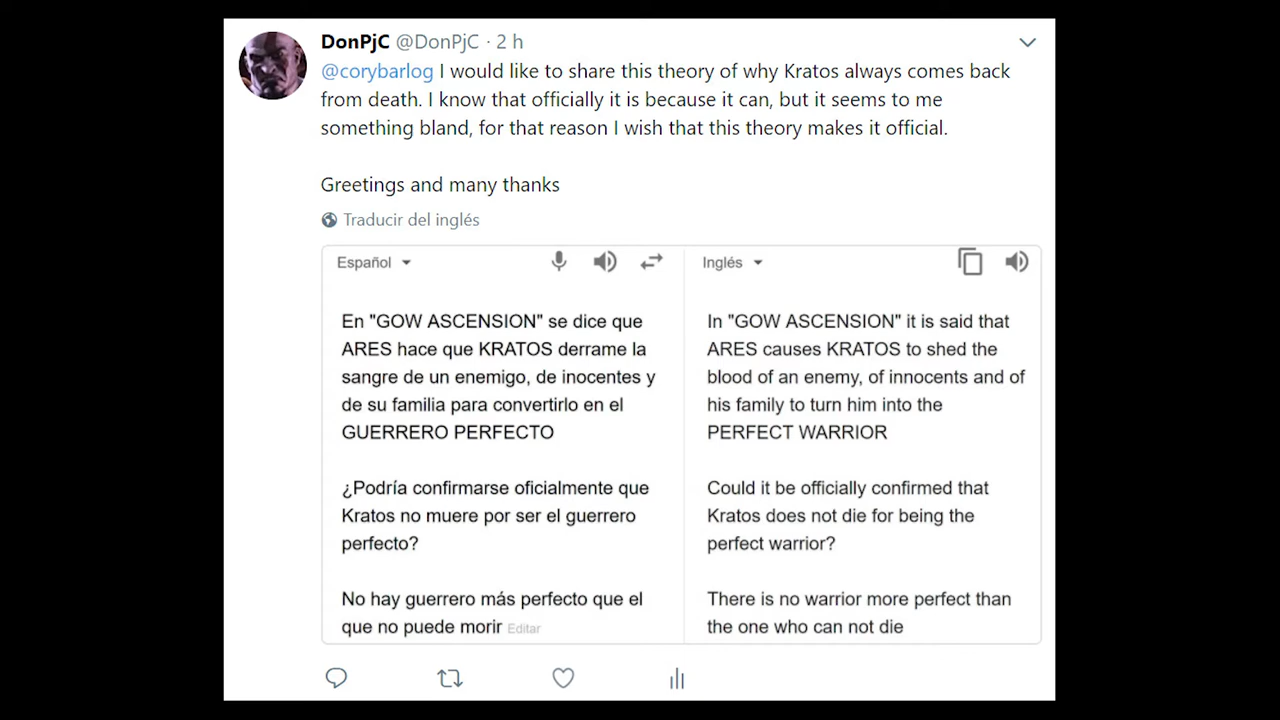 DonPjC @DonPjC · 2 h
@corybarlog I would like to share this theory of why Kratos always comes back
from death. I know that officially it is because it can, but it seems to me
something bland, for that reason I wish that this theory makes it official.
Greetings and many thanks
Traducir del inglés
Español
En "GOW ASCENSION" se dice que
ARES hace que KRATOS derrame la
sangre de un enemigo, de inocentes y
de su familia para convertirlo en el
GUERRERO PERFECTO
¿Podría confirmarse oficialmente que
Kratos no muere por ser el guerrero
perfecto?
No hay guerrero más perfecto que el
que no puede morir Editar
Inglés
In "GOW ASCENSION" it is said that
ARES causes KRATOS to shed the
blood of an enemy, of innocents and of
his family to turn him into the
PERFECT WARRIOR
Could it be officially confirmed that
Kratos does not die for being the
perfect warrior?
There is no warrior more perfect than
the one who can not die